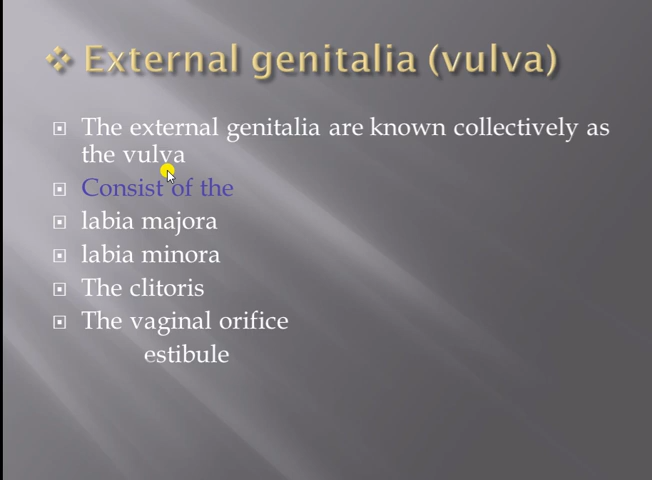 External genitalia (vulva)
The external genitalia are known collectively as
the vulva
Consist of the
labia majora
labia minora
The clitoris
The vaginal orifice
estibule